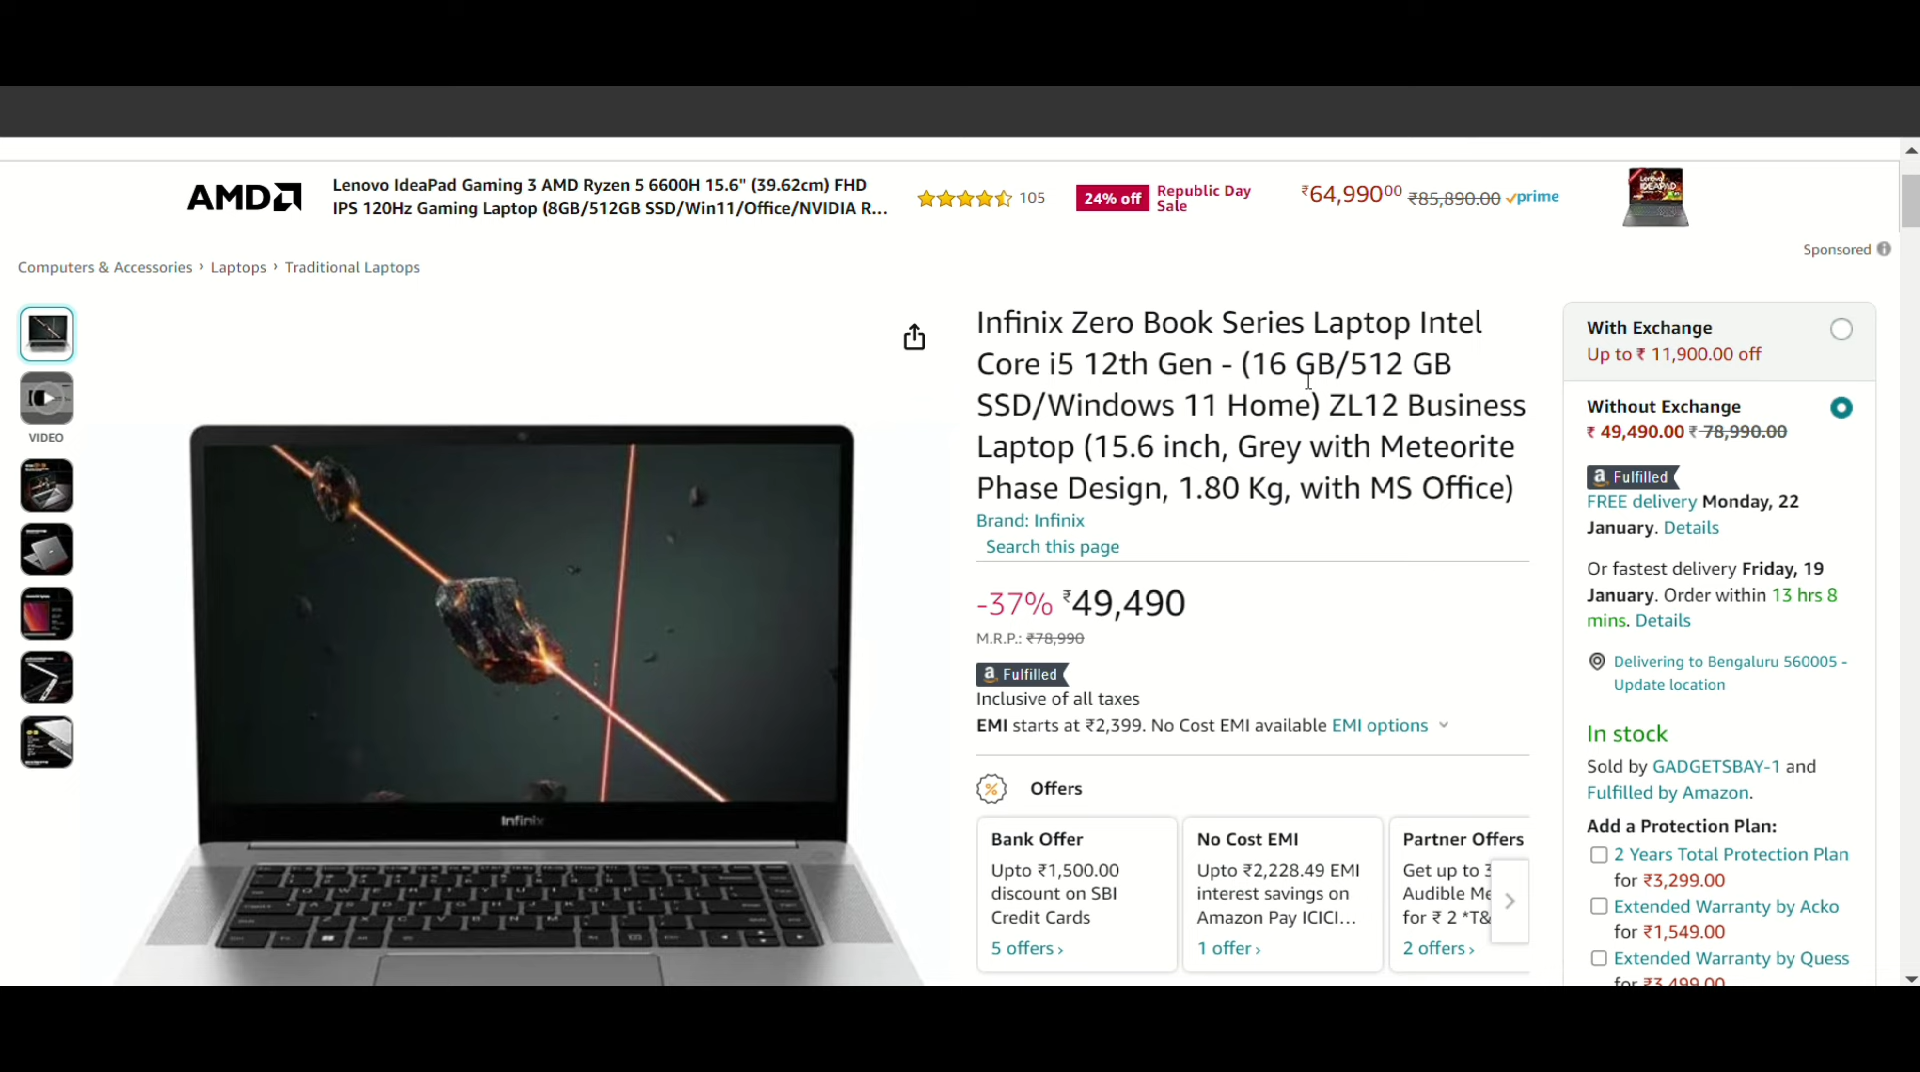 AMD
Lenovo IdeaPad Gaming 3 AMD Ryzen 5 6600H 15.6" (39.62cm) FHD
IPS 120Hz Gaming Laptop (8GB/512GB SSD/Win11/Office/NVIDIA R...
105
24% off
Republic Day
Sale
₹64,990⁰⁰ ₹85,890.00 prime
Sponsored
Computers & Accessories › Laptops › Traditional Laptops
VIDEO
Infinix
Infinix Zero Book Series Laptop Intel
Core i5 12th Gen - (16 GB/512 GB
SSD/Windows 11 Home) ZL12 Business
Laptop (15.6 inch, Grey with Meteorite
Phase Design, 1.80 Kg, with MS Office)
Brand: Infinix
Search this page
-37% ₹49,490
M.R.P.: ₹78,990
a Fulfilled
Inclusive of all taxes
EMI starts at ₹2,399. No Cost EMI available EMI options
% Offers
Bank Offer
Upto ₹1,500.00
discount on SBI
Credit Cards
5 offers ›
No Cost EMI
Upto ₹2,228.49 EMI
interest savings on
Amazon Pay ICICI...
1 offer ›
Partner Offers
Get up to
Audible Me
for ₹ 2 *T&
2 offers ›
With Exchange
Up to ₹ 11,900.00 off
Without Exchange
₹ 49,490.00 ₹ 78,990.00
a Fulfilled
FREE delivery Monday, 22
January. Details
Or fastest delivery Friday, 19
January. Order within 13 hrs 8
mins. Details
Delivering to Bengaluru 560005 -
Update location
In stock
Sold by GADGETSBAY-1 and
Fulfilled by Amazon.
Add a Protection Plan:
2 Years Total Protection Plan
for ₹3,299.00
Extended Warranty by Acko
for ₹1,549.00
Extended Warranty by Quess
for ₹3,499.00